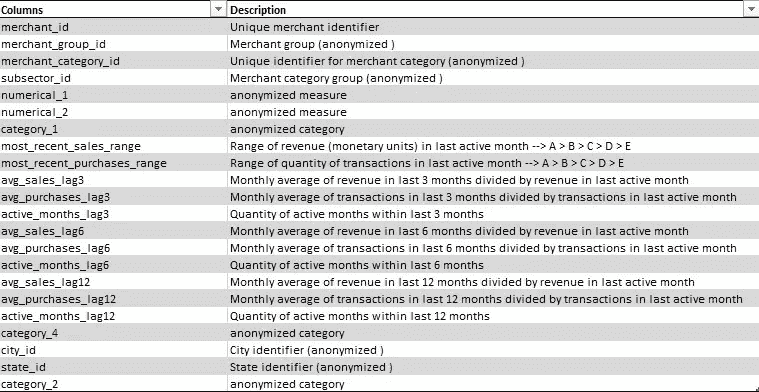 Columns Description
merchant_id Unique merchant identifier
merchant_group_id Merchant group (anonymized )
merchant_category_id Unique identifier for merchant category (anonymized )
subsector_id Merchant category group (anonymized )
numerical_1 anonymized measure
numerical_2 anonymized measure
category_1 anonymized category
most_recent_sales_range Range of revenue (monetary units) in last active month --> A > B > C > D > E
most_recent_purchases_range Range of quantity of transactions in last active month --> A > B > C > D > E
avg_sales_lag3 Monthly average of revenue in last 3 months divided by revenue in last active month
avg_purchases_lag3 Monthly average of transactions in last 3 months divided by transactions in last active month
active_months_lag3 Quantity of active months within last 3 months
avg_sales_lag6 Monthly average of revenue in last 6 months divided by revenue in last active month
avg_purchases_lag6 Monthly average of transactions in last 6 months divided by transactions in last active month
active_months_lag6 Quantity of active months within last 6 months
avg_sales_lag12 Monthly average of revenue in last 12 months divided by revenue in last active month
avg_purchases_lag12 Monthly average of transactions in last 12 months divided by transactions in last active month
active_months_lag12 Quantity of active months within last 12 months
category_4 anonymized category
city_id City identifier (anonymized )
state_id State identifier (anonymized )
category_2 anonymized category